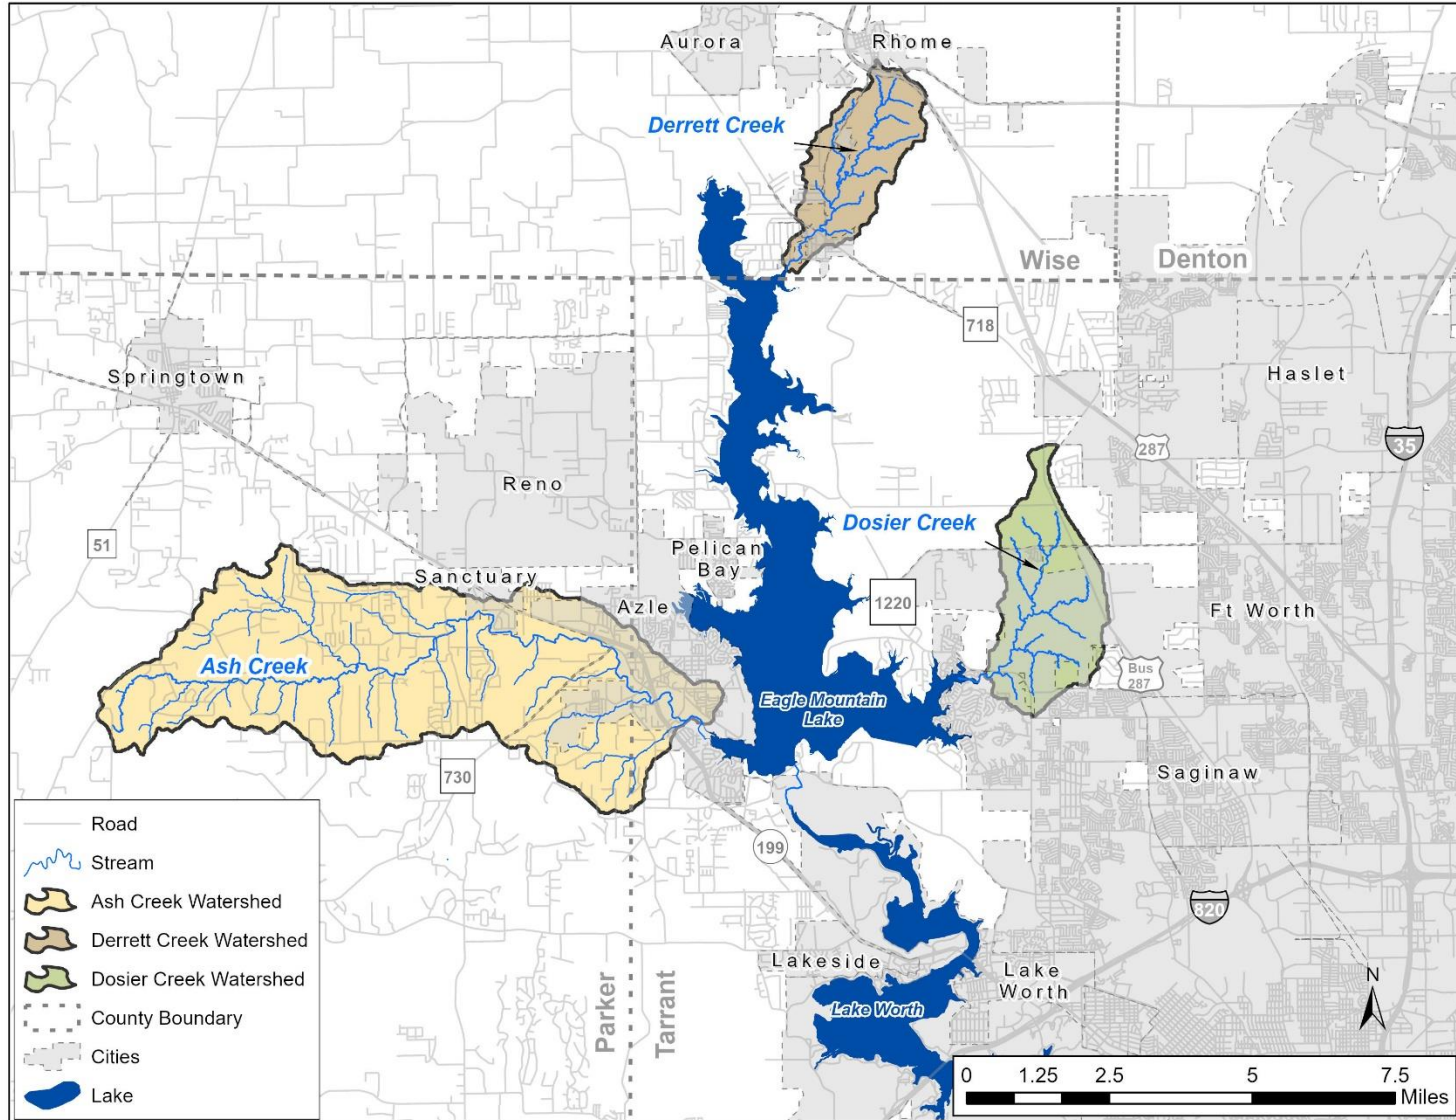 Aurora
Rhome
Derrett Creek
Wise
Denton
718
Springtown
Haslet
35
287
Reno
Dosier Creek
51
Pelican
Bay
Sanctuary
Azle
1220
Ft Worth
Ash Creek
Bus
287
Eagle Mountain
Lake
730
Saginaw
199
820
Parker
Tarrant
Lakeside
Lake
Worth
Lake Worth
N
Road
Stream
Ash Creek Watershed
Derrett Creek Watershed
Dosier Creek Watershed
County Boundary
Cities
Lake
0 1.25 2.5 5 7.5
Miles